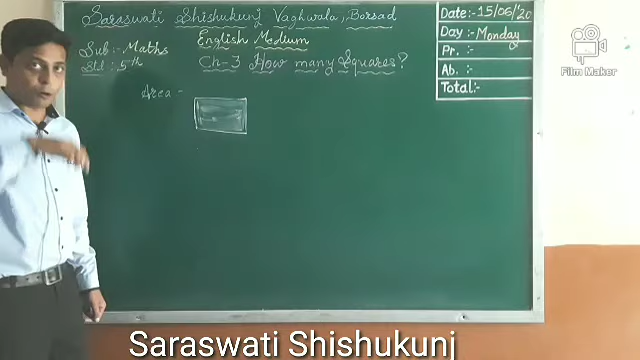 Saraswati Shishukunj Vaghwala, Borsad
English Medium
Sub:- Maths
Std:- 5th
Ch-3 How many Squares?
Area -
Date:- 15/06/'20
Day:- Monday
Pr. :-
Ab. :-
Total:-
Film Maker
Saraswati Shishukunj